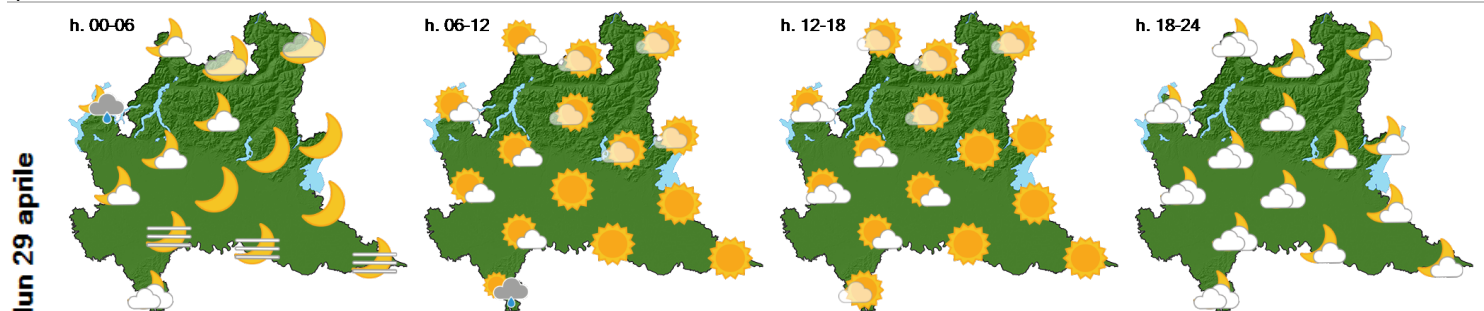 h. 00-06
h. 06-12
h. 12-18
h. 18-24
lun 29 aprile